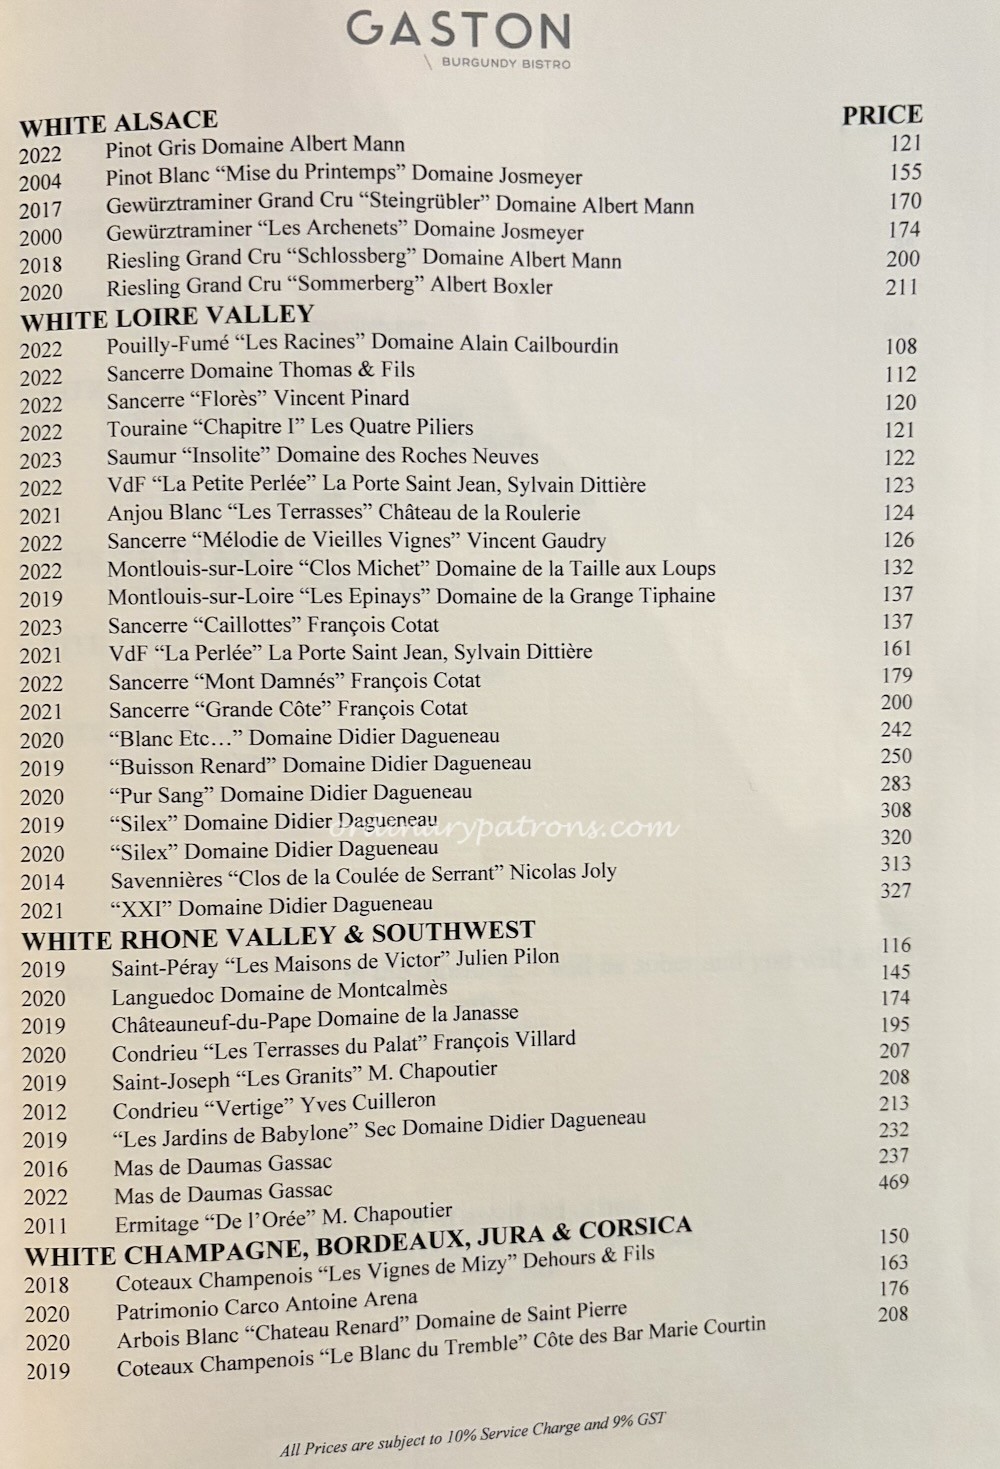 GASTON
\ BURGUNDY BISTRO
WHITE ALSACE PRICE
2022 Pinot Gris Domaine Albert Mann 121
2004 Pinot Blanc “Mise du Printemps” Domaine Josmeyer 155
2017 Gewürztraminer Grand Cru “Steingrübler” Domaine Albert Mann 170
2000 Gewürztraminer “Les Archenets” Domaine Josmeyer 174
2018 Riesling Grand Cru “Schlossberg” Domaine Albert Mann 200
2020 Riesling Grand Cru “Sommerberg” Albert Boxler 211
WHITE LOIRE VALLEY
2022 Pouilly-Fumé “Les Racines” Domaine Alain Cailbourdin 108
2022 Sancerre Domaine Thomas & Fils 112
2022 Sancerre “Florès” Vincent Pinard 120
2022 Touraine “Chapitre I” Les Quatre Piliers 121
2023 Saumur “Insolite” Domaine des Roches Neuves 122
2022 VdF “La Petite Perlée” La Porte Saint Jean, Sylvain Dittière 123
2021 Anjou Blanc “Les Terrasses” Château de la Roulerie 124
2022 Sancerre “Mélodie de Vieilles Vignes” Vincent Gaudry 126
2022 Montlouis-sur-Loire “Clos Michet” Domaine de la Taille aux Loups 132
2019 Montlouis-sur-Loire “Les Epinays” Domaine de la Grange Tiphaine 137
2023 Sancerre “Caillottes” François Cotat 137
2021 VdF “La Perlée” La Porte Saint Jean, Sylvain Dittière 161
2022 Sancerre “Mont Damnés” François Cotat 179
2021 Sancerre “Grande Côte” François Cotat 200
2020 “Blanc Etc…” Domaine Didier Dagueneau 242
2019 “Buisson Renard” Domaine Didier Dagueneau 250
2020 “Pur Sang” Domaine Didier Dagueneau 283
2019 “Silex” Domaine Didier Dagueneau 308
ordinarypatrons.com
2020 “Silex” Domaine Didier Dagueneau 320
2014 Savennières “Clos de la Coulée de Serrant” Nicolas Joly 313
2021 “XXI” Domaine Didier Dagueneau 327
WHITE RHONE VALLEY & SOUTHWEST
2019 Saint-Péray “Les Maisons de Victor” Julien Pilon 116
2020 Languedoc Domaine de Montcalmès 145
2019 Châteauneuf-du-Pape Domaine de la Janasse 174
2020 Condrieu “Les Terrasses du Palat” François Villard 195
2019 Saint-Joseph “Les Granits” M. Chapoutier 207
2012 Condrieu “Vertige” Yves Cuilleron 208
2019 “Les Jardins de Babylone” Sec Domaine Didier Dagueneau 213
2016 Mas de Daumas Gassac 232
2022 Mas de Daumas Gassac 237
2011 Ermitage “De l’Orée” M. Chapoutier 469
WHITE CHAMPAGNE, BORDEAUX, JURA & CORSICA
2018 Coteaux Champenois “Les Vignes de Mizy” Dehours & Fils 150
2020 Patrimonio Carco Antoine Arena 163
2020 Arbois Blanc “Chateau Renard” Domaine de Saint Pierre 176
2019 Coteaux Champenois “Le Blanc du Tremble” Côte des Bar Marie Courtin 208
All Prices are subject to 10% Service Charge and 9% GST